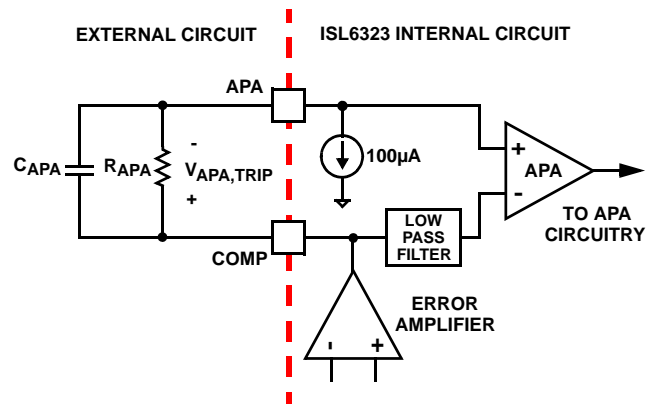 EXTERNAL CIRCUIT
ISL6323 INTERNAL CIRCUIT
APA
CAPA
RAPA
-
VAPA,TRIP
+
100µA
+
APA
-
LOW
PASS
FILTER
TO APA
CIRCUITRY
COMP
ERROR
AMPLIFIER
- +